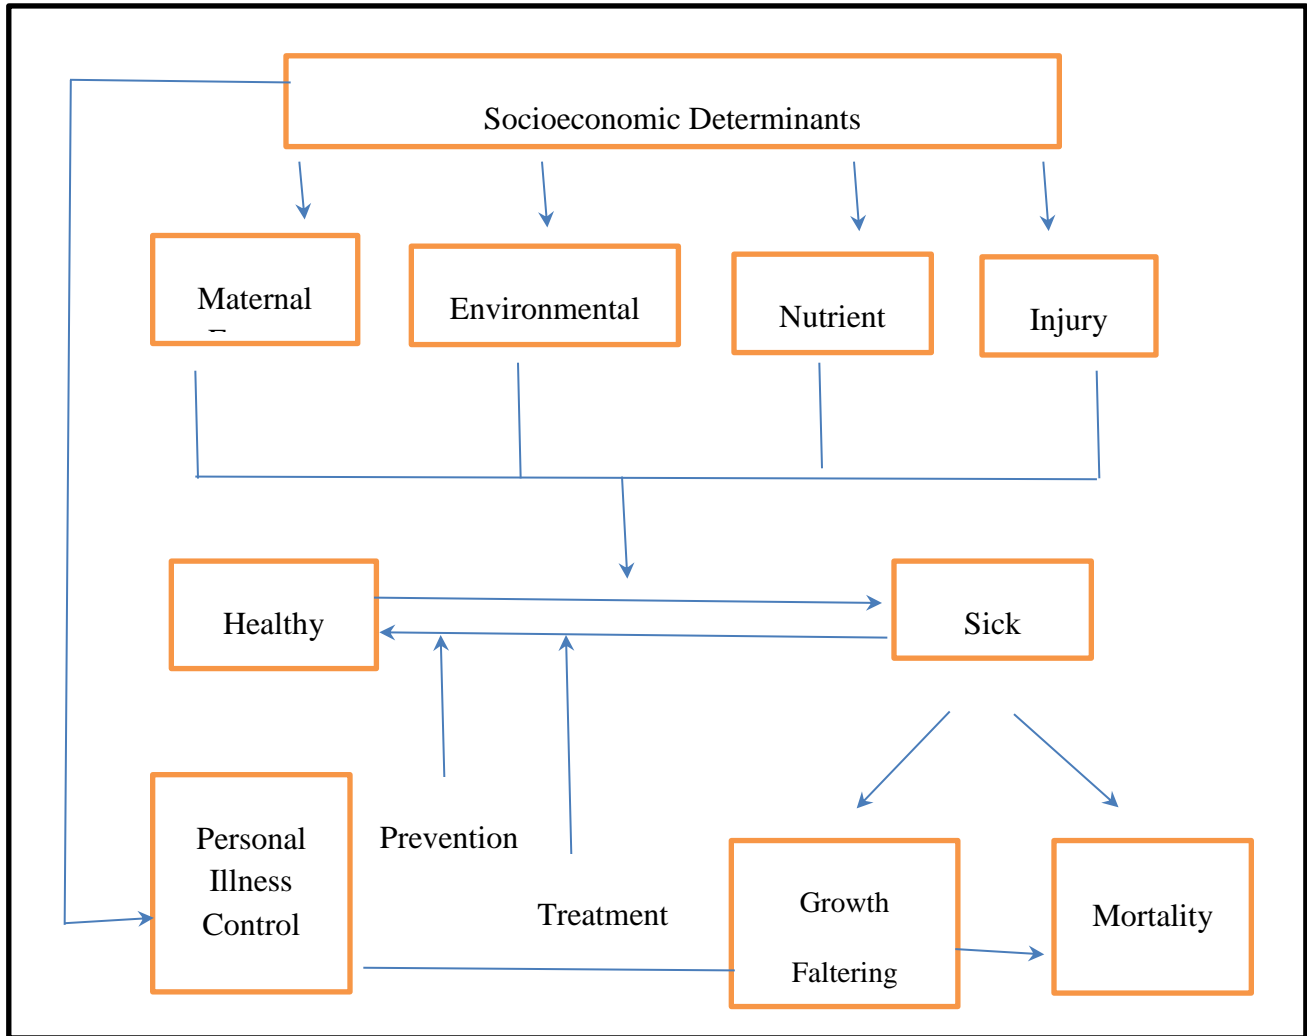 Socioeconomic Determinants
Maternal
Environmental
Nutrient
Injury
Healthy
Sick
Personal
Illness
Control
Prevention
Treatment
Growth
Faltering
Mortality